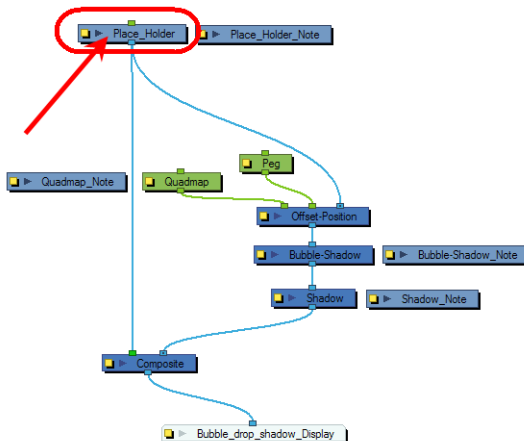 Place_Holder
Place_Holder_Note
Peg
Quadmap_Note
Quadmap
Offset-Position
Bubble-Shadow
Bubble-Shadow_Note
Shadow
Shadow_Note
Composite
Bubble_drop_shadow_Display